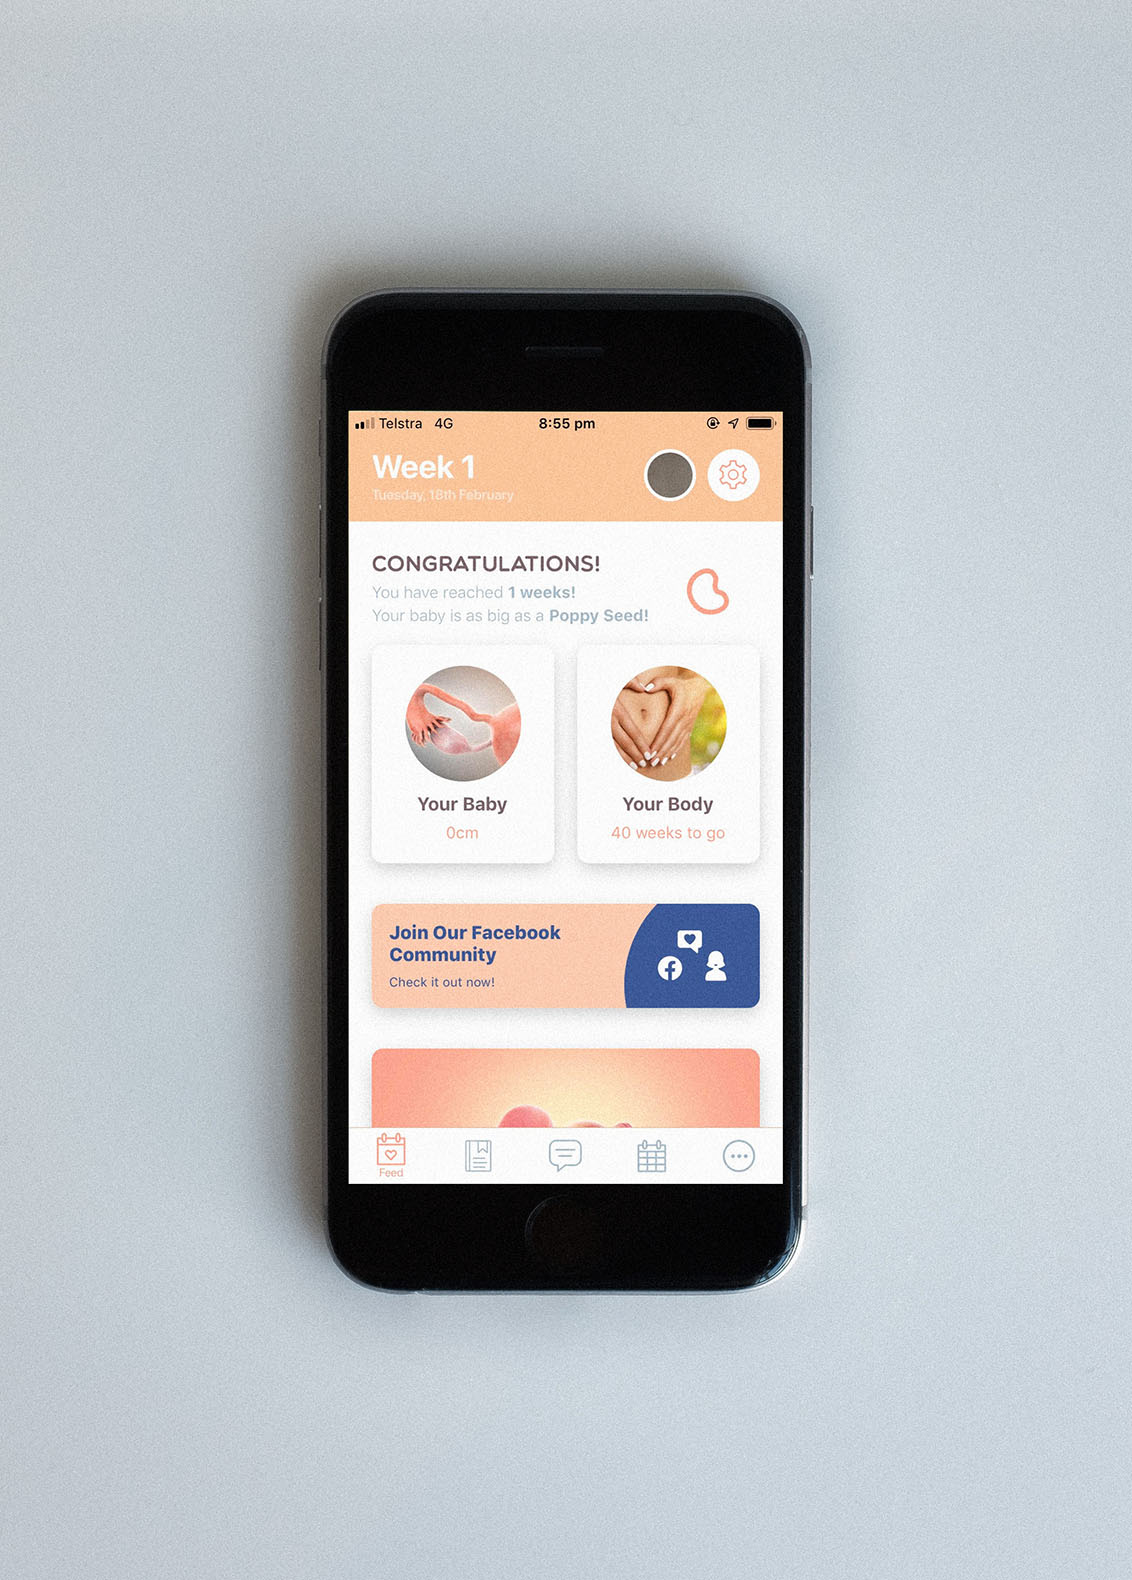 Telstra 4G 8:55 pm
Week 1
Tuesday, 18th February
CONGRATULATIONS!
You have reached 1 weeks!
Your baby is as big as a Poppy Seed!
Your Baby
0cm
Your Body
40 weeks to go
Join Our Facebook
Community
Check it out now!
Feed